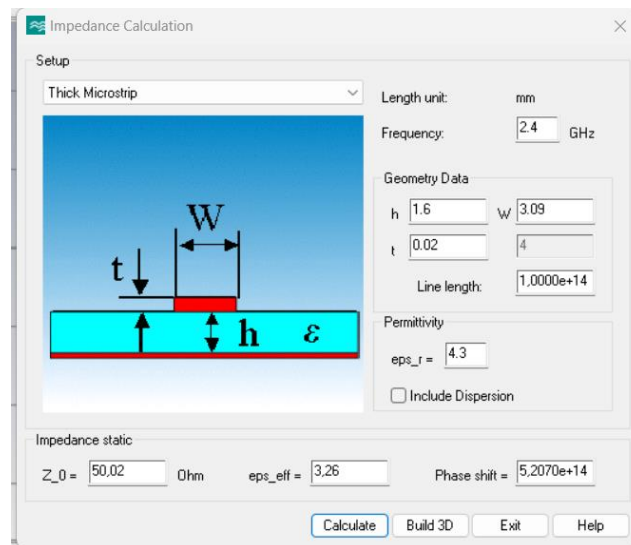 Impedance Calculation
Setup
Thick Microstrip
Length unit: mm
Frequency: 2.4 GHz
Geometry Data
h 1.6 W 3.09
t 0.02 4
Line length: 1,0000e+14
Permittivity
eps_r = 4.3
Include Dispersion
W
t
h ε
Impedance static
Z_0 = 50,02 Ohm eps_eff = 3,26 Phase shift = 5,2070e+14
Calculate Build 3D Exit Help